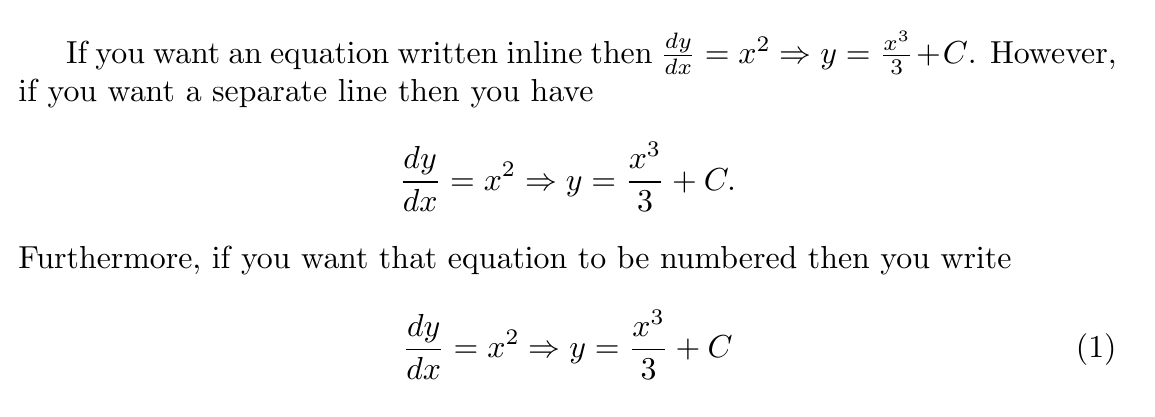 If you want an equation written inline then $\frac{dy}{dx} = x^2 \Rightarrow y = \frac{x^3}{3} + C$. However,
if you want a separate line then you have
$$\frac{dy}{dx} = x^2 \Rightarrow y = \frac{x^3}{3} + C.$$
Furthermore, if you want that equation to be numbered then you write
$$\frac{dy}{dx} = x^2 \Rightarrow y = \frac{x^3}{3} + C \quad (1)$$